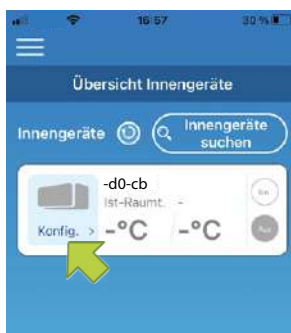 16:57 30 %
Übersicht Innengeräte
Innengeräte Innengeräte suchen
-d0-cb
Ist-Raumt. -
Konfig. > -°C -°C
Ein
Aus